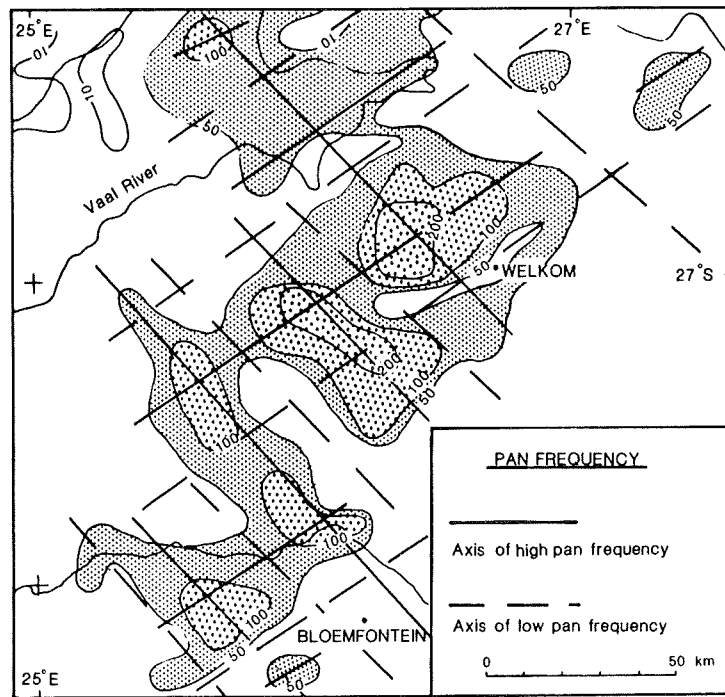 25°E
27°E
10
10
100
10
50
50
50
Vaal River
200
100
50
WELKOM
27°S
200
100
50
100
100
100
50
BLOEMFONTEIN
50
25°E
PAN FREQUENCY
Axis of high pan frequency
Axis of low pan frequency
0 50 km